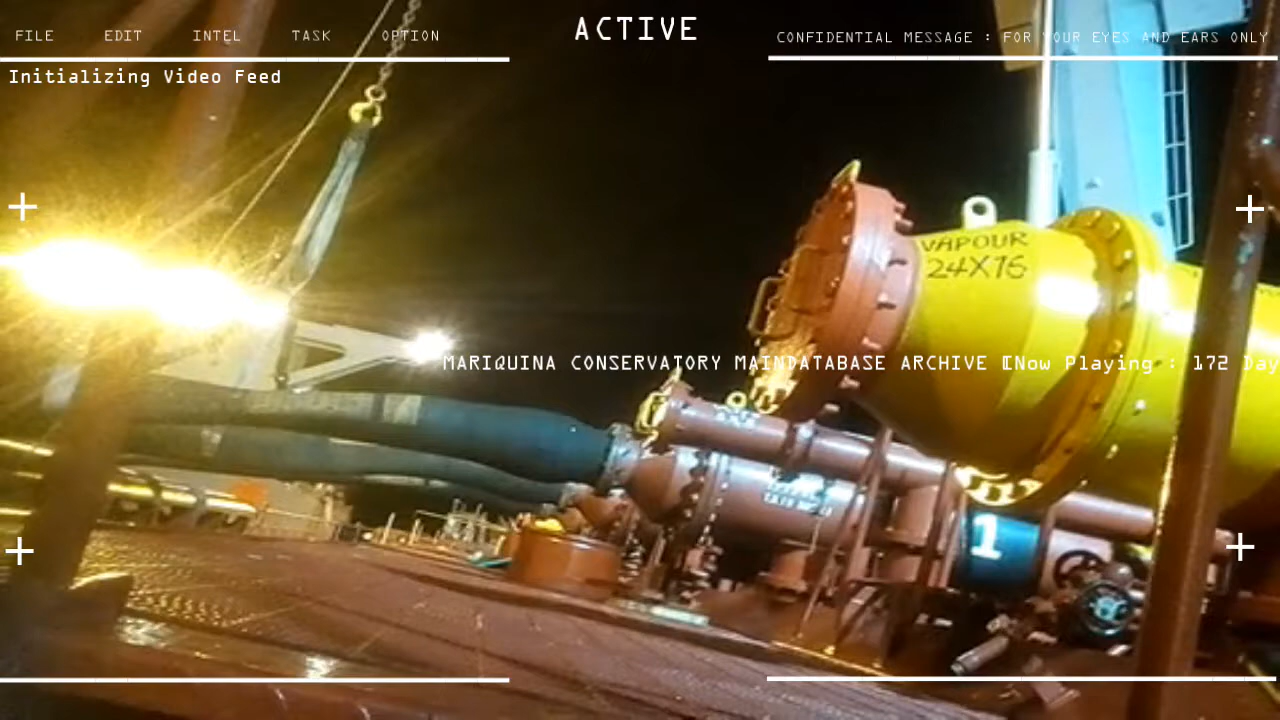 FILE EDIT INTEL TASK OPTION
ACTIVE
CONFIDENTIAL MESSAGE : FOR YOUR EYES AND EARS ONLY
Initializing Video Feed
VAPOUR
24X16
MARIQUINA CONSERVATORY MAINDATABASE ARCHIVE [Now Playing : 172 Day
1